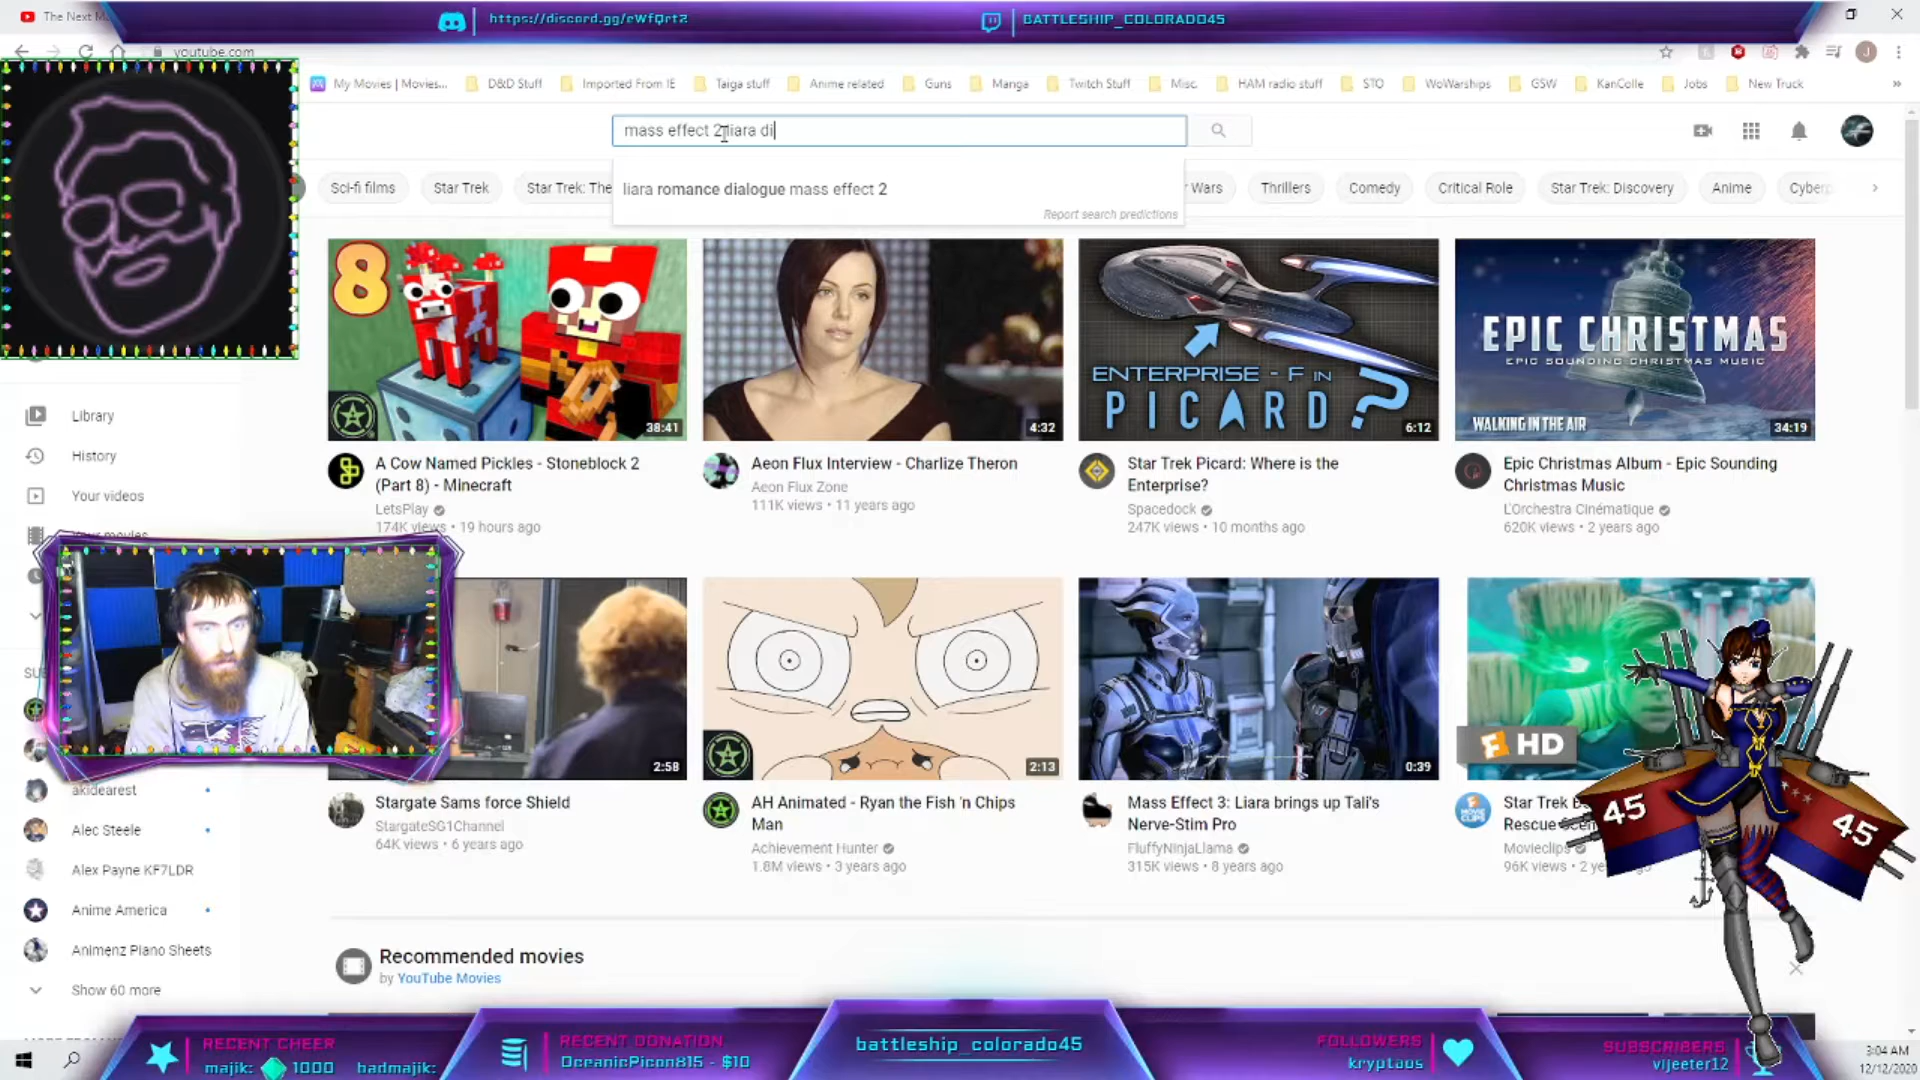 The Next M
https://discord.gg/eWfQrt2
BATTLESHIP_COLORADO45
youtube.com
My Movies | Movies...
D&D Stuff
Imported From IE
Taiga stuff
Anime related
Guns
Manga
Twitch Stuff
Misc.
HAM radio stuff
STO
WoWarships
GSW
KanColle
Jobs
New Truck
mass effect 2 liara di
liara romance dialogue mass effect 2
Report search predictions
Sci-fi films
Star Trek
Star Trek: The
Wars
Thrillers
Comedy
Critical Role
Star Trek: Discovery
Anime
Cyberp
8
38:41
4:32
ENTERPRISE - F IN
PICARD ?
6:12
EPIC CHRISTMAS
EPIC SOUNDING CHRISTMAS MUSIC
WALKING IN THE AIR
34:19
Library
History
Your videos
Your movies
A Cow Named Pickles - Stoneblock 2
(Part 8) - Minecraft
LetsPlay
174K views • 19 hours ago
Aeon Flux Interview - Charlize Theron
Aeon Flux Zone
111K views • 11 years ago
Star Trek Picard: Where is the
Enterprise?
Spacedock
247K views • 10 months ago
Epic Christmas Album - Epic Sounding
Christmas Music
L'Orchestra Cinématique
620K views • 2 years ago
SU
akidearest
Alec Steele
Alex Payne KF7LDR
Anime America
Animenz Piano Sheets
Show 60 more
2:58
2:13
0:39
HD
45
45
Stargate Sams force Shield
StargateSG1Channel
64K views • 6 years ago
AH Animated - Ryan the Fish 'n Chips
Man
Achievement Hunter
1.8M views • 3 years ago
Mass Effect 3: Liara brings up Tali's
Nerve-Stim Pro
FluffyNinjaLlama
315K views • 8 years ago
Star Trek
Rescue Scen
Movieclips
96K views • 2 ye
Recommended movies
by YouTube Movies
RECENT CHEER
majik: 1000 badmajik:
RECENT DONATION
OceanicPicon815 - $10
battleship_colorado45
FOLLOWERS
kryptaos
SUBSCRIBERS
vijeeter12
3:04 AM
12/12/2020